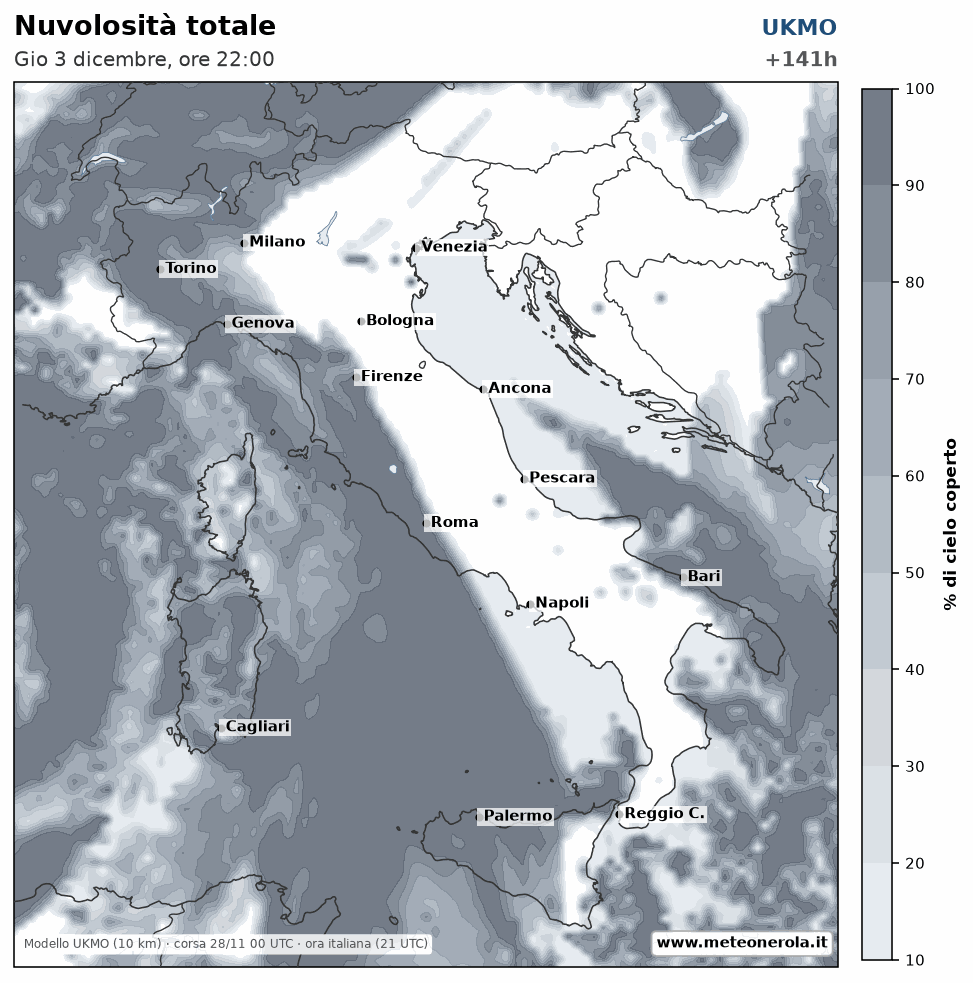 Nuvolosità totale
UKMO
Gio 3 dicembre, ore 22:00
+141h
100
90
80
70
60
50
40
30
20
10
% di cielo coperto
Milano
Venezia
Torino
Genova
Bologna
Firenze
Ancona
Pescara
Roma
Bari
Napoli
Cagliari
Palermo
Reggio C.
Modello UKMO (10 km) · corsa 28/11 00 UTC · ora italiana (21 UTC)
www.meteonerola.it